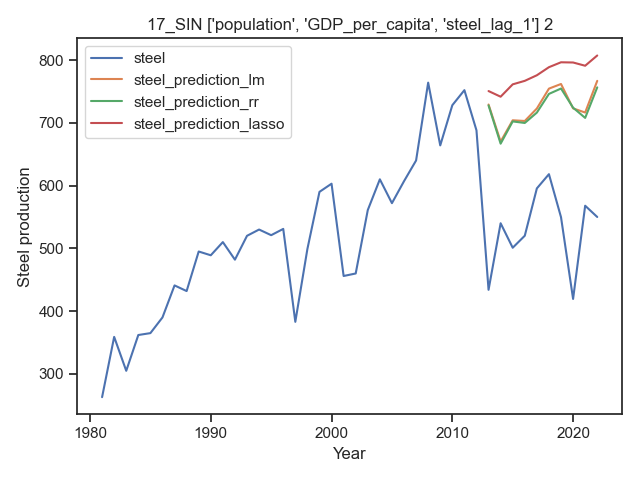 17_SIN ['population', 'GDP_per_capita', 'steel_lag_1'] 2
steel
steel_prediction_lm
steel_prediction_rr
steel_prediction_lasso
Steel production
800
700
600
500
400
300
1980
1990
2000
2010
2020
Year